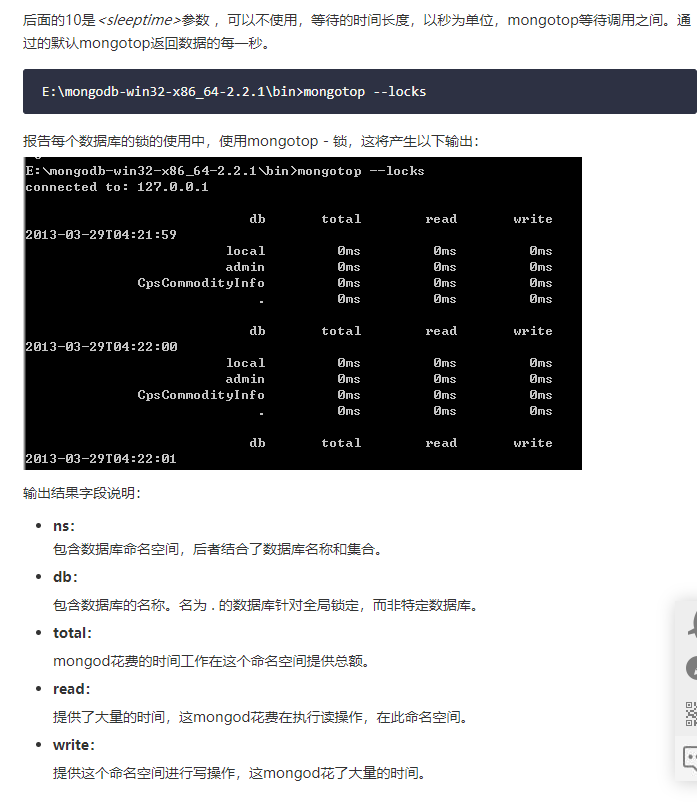 后面的10是<sleeptime>参数 ，可以不使用，等待的时间长度，以秒为单位，mongotop等待调用之间。通
过的默认mongotop返回数据的每一秒。
E:\mongodb-win32-x86_64-2.2.1\bin>mongotop --locks
报告每个数据库的锁的使用中，使用mongotop - 锁，这将产生以下输出：
E:\mongodb-win32-x86_64-2.2.1\bin>mongotop --locks
connected to: 127.0.0.1
db total read write
2013-03-29T04:21:59
local 0ms 0ms 0ms
admin 0ms 0ms 0ms
CpsCommodityInfo 0ms 0ms 0ms
. 0ms 0ms 0ms
db total read write
2013-03-29T04:22:00
local 0ms 0ms 0ms
admin 0ms 0ms 0ms
CpsCommodityInfo 0ms 0ms 0ms
. 0ms 0ms 0ms
db total read write
2013-03-29T04:22:01
输出结果字段说明：
• ns：
包含数据库命名空间，后者结合了数据库名称和集合。
• db：
包含数据库的名称。名为 . 的数据库针对全局锁定，而非特定数据库。
• total：
mongod花费的时间工作在这个命名空间提供总额。
• read：
提供了大量的时间，这mongod花费在执行读操作，在此命名空间。
• write：
提供这个命名空间进行写操作，这mongod花了大量的时间。